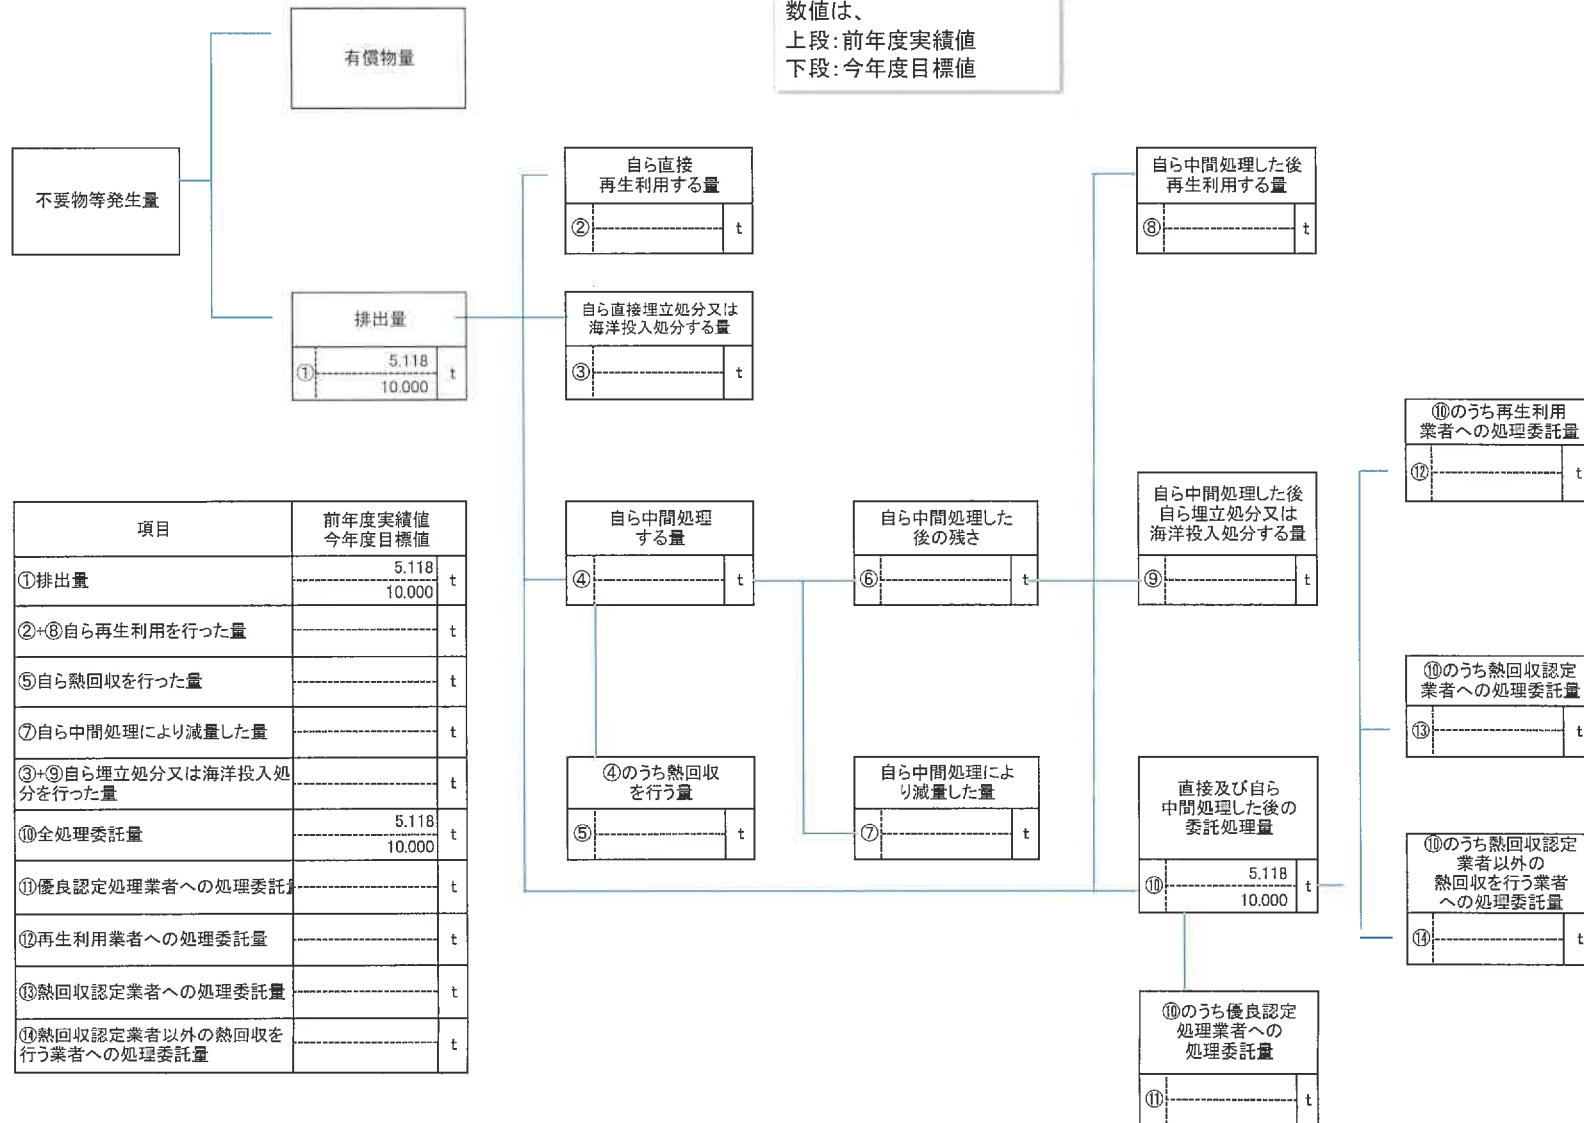 数値は、
上段:前年度実績値
下段:今年度目標値
有償物量
不要物等発生量
排出量
①
5.118
10.000
t
自ら直接
再生利用する量
②
t
自ら直接埋立処分又は
海洋投入処分する量
③
t
自ら中間処理した後
再生利用する量
⑧
t
自ら中間処理
する量
④
t
自ら中間処理した
後の残さ
⑥
t
自ら中間処理した後
自ら埋立処分又は
海洋投入処分する量
⑨
t
④のうち熱回収
を行う量
⑤
t
自ら中間処理によ
り減量した量
⑦
t
直接及び自ら
中間処理した後の
委託処理量
⑩
5.118
10.000
t
⑩のうち優良認定
処理業者への
処理委託量
⑪
t
⑩のうち再生利用
業者への処理委託量
⑫
t
⑩のうち熱回収認定
業者への処理委託量
⑬
t
⑩のうち熱回収認定
業者以外の
熱回収を行う業者
への処理委託量
⑭
t
項目
前年度実績値
今年度目標値
①排出量
5.118
10.000
t
②+⑧自ら再生利用を行った量
t
⑤自ら熱回収を行った量
t
⑦自ら中間処理により減量した量
t
③+⑨自ら埋立処分又は海洋投入処
分を行った量
t
⑩全処理委託量
5.118
10.000
t
⑪優良認定処理業者への処理委託
t
⑫再生利用業者への処理委託量
t
⑬熱回収認定業者への処理委託量
t
⑭熱回収認定業者以外の熱回収を
行う業者への処理委託量
t